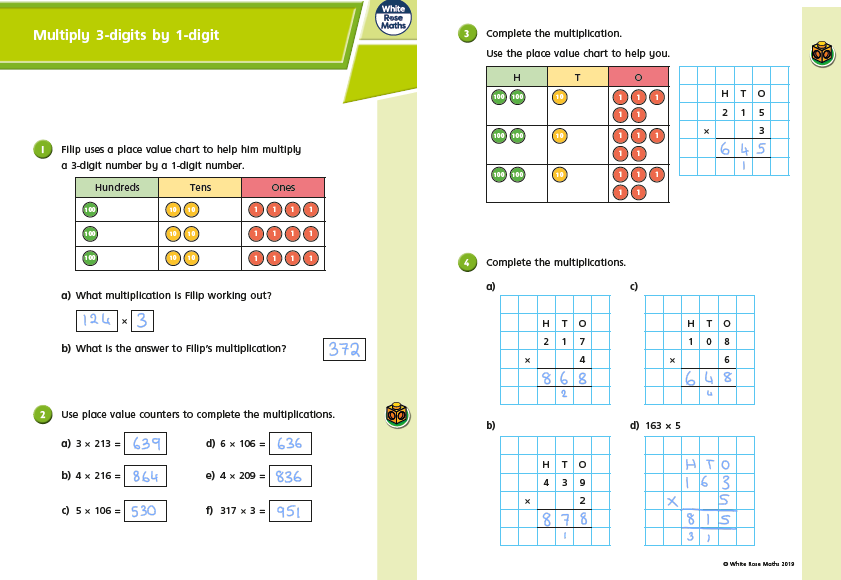 Multiply 3-digits by 1-digit
White
Rose
Maths
1
Filip uses a place value chart to help him multiply
a 3-digit number by a 1-digit number.
Hundreds Tens Ones
100 10 10 1 1 1 1
100 10 10 1 1 1 1
100 10 10 1 1 1 1
a) What multiplication is Filip working out?
124 × 3
b) What is the answer to Filip's multiplication? 372
2
Use place value counters to complete the multiplications.
a) 3 × 213 = 639
d) 6 × 106 = 636
b) 4 × 216 = 864
e) 4 × 209 = 836
c) 5 × 106 = 530
f) 317 × 3 = 951
3
Complete the multiplication.
Use the place value chart to help you.
H T O
100 100 10 1 1 1
1 1
100 100 10 1 1 1
1 1
100 100 10 1 1 1
1 1
H T O
2 1 5
× 3
6 4 5
1
4
Complete the multiplications.
a)
H T O
2 1 7
× 4
8 6 8
2
c)
H T O
1 0 8
× 6
6 4 8
4
b)
H T O
4 3 9
× 2
8 7 8
1
d) 163 × 5
H T O
1 6 3
× 5
8 1 5
3 1
© White Rose Maths 2019